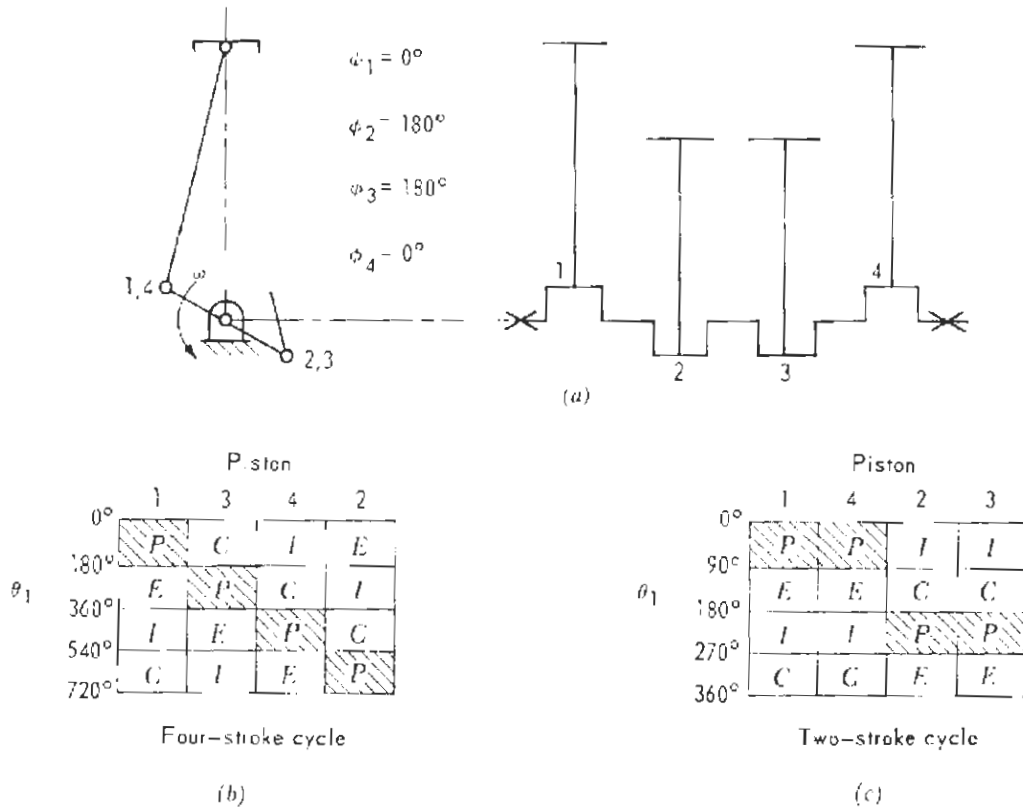 ϕ1 = 0°
ϕ2 = 180°
ϕ3 = 180°
ϕ4 = 0°
1,4
ω
2,3
1
4
2
3
(a)
Piston
1 3 4 2
0°
P C I E
180°
E P C I
360°
I E P C
540°
C I E P
720°
θ1
Four-stroke cycle
(b)
Piston
1 4 2 3
0°
P P I I
90°
E E C C
180°
I I P P
270°
C C E E
360°
θ1
Two-stroke cycle
(c)